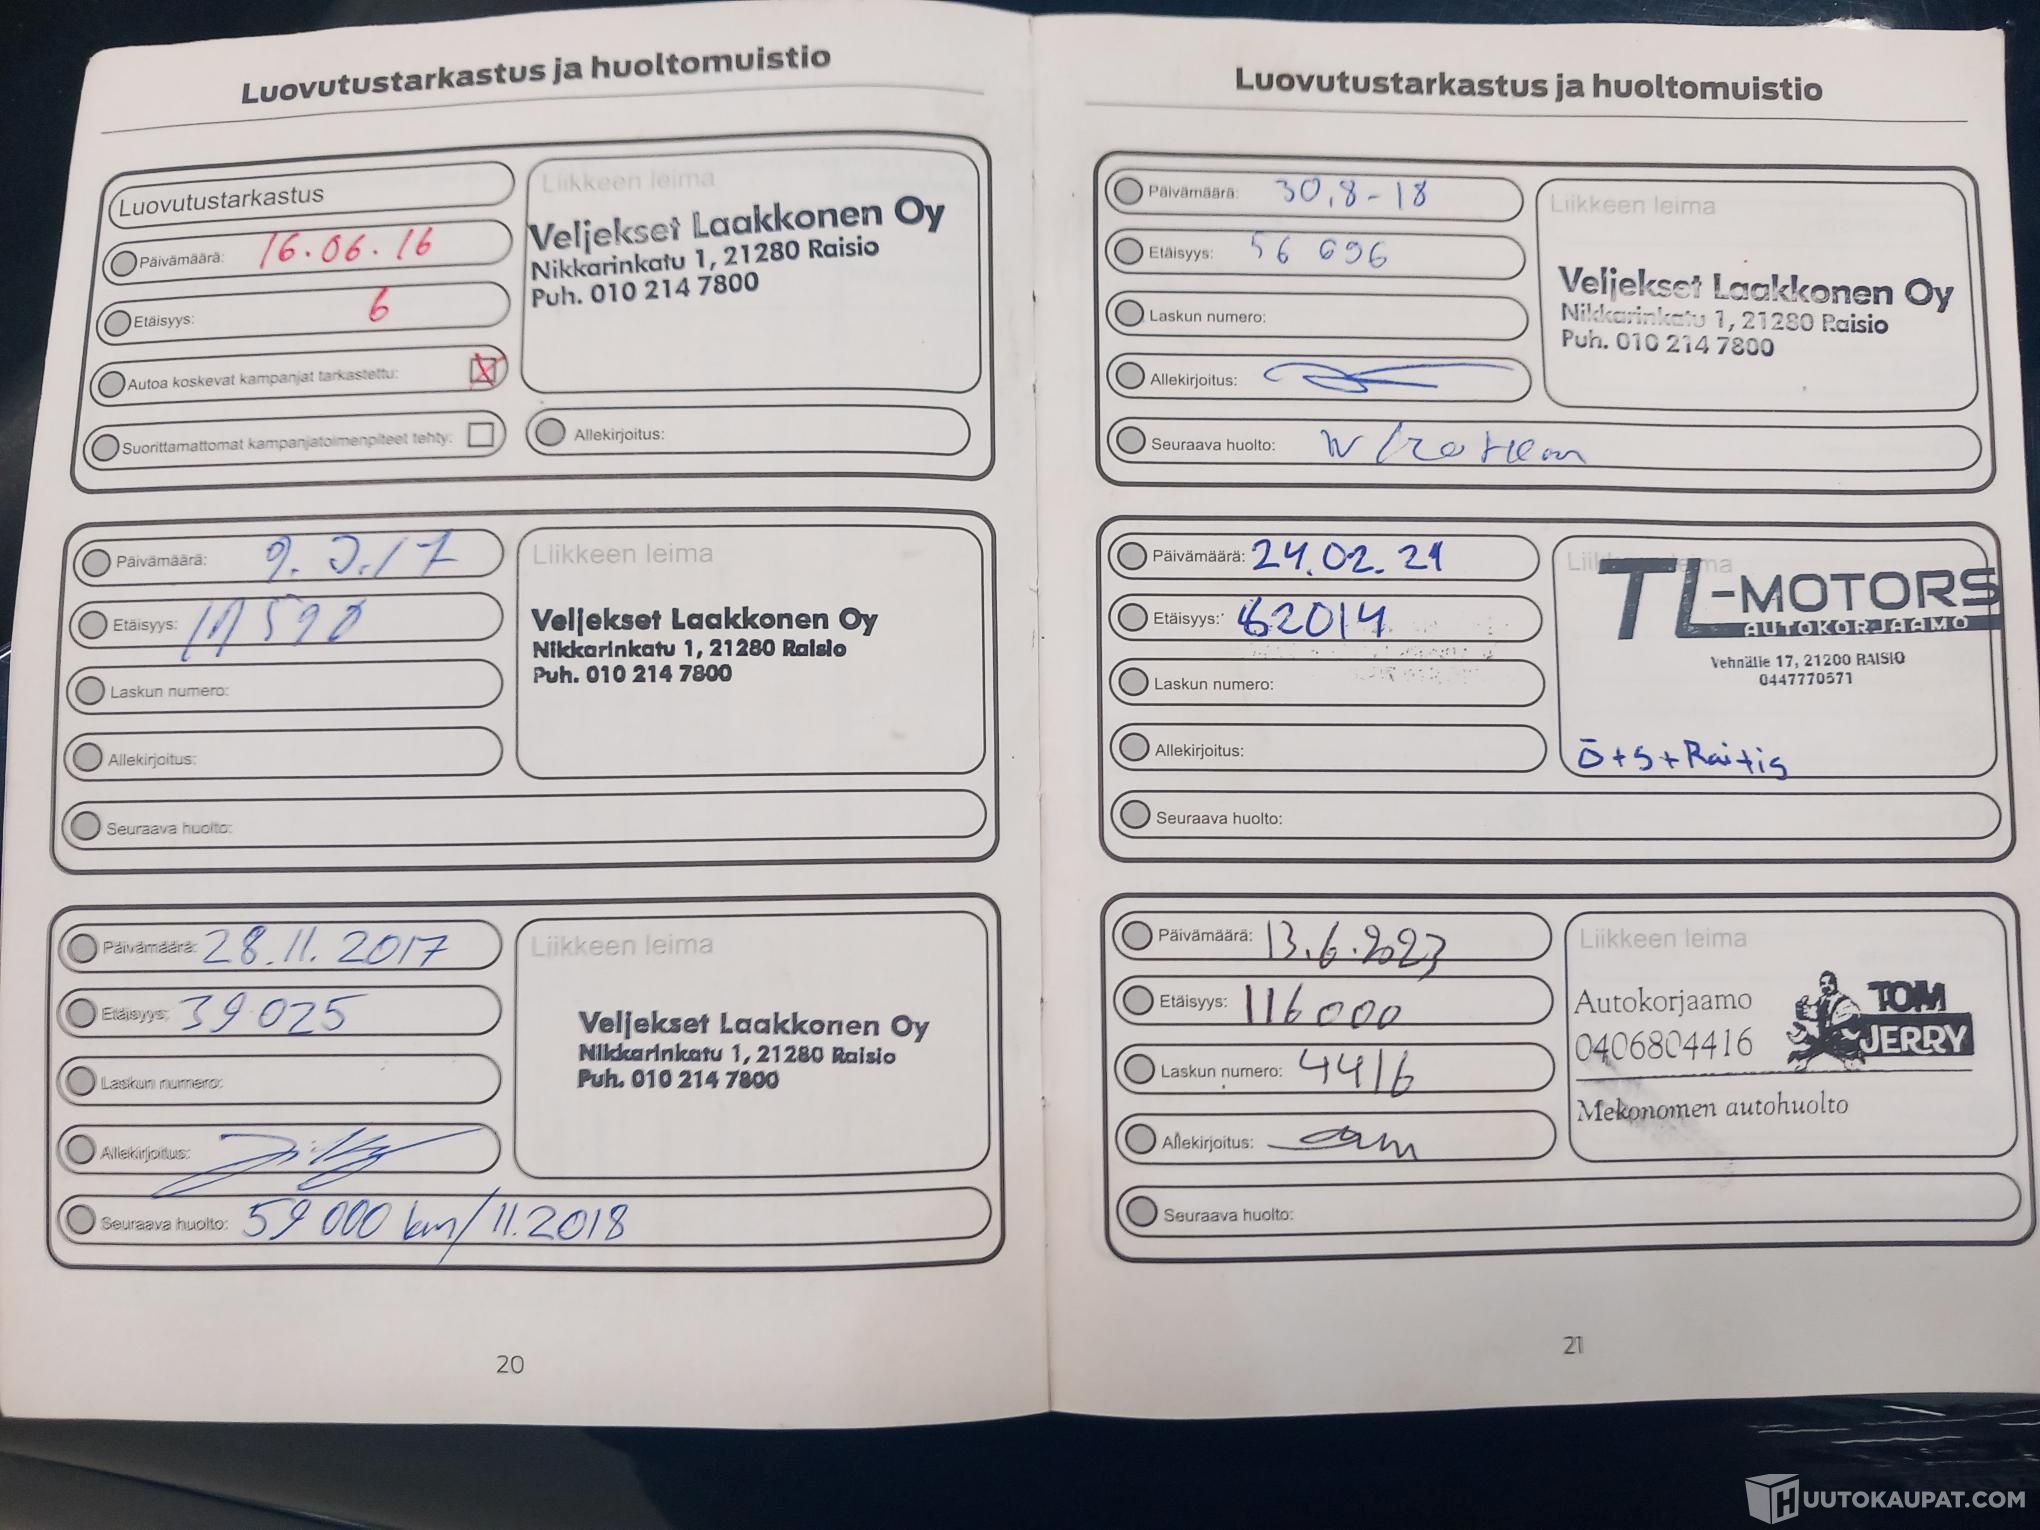 Luovutustarkastus ja huoltomuistio
Luovutustarkastus
Päivämäärä: 16.06.16
Etäisyys: 6
Autoa koskevat kampanjat tarkastettu: X
Suorittamattomat kampanjatoimenpiteet tehty:
Liikkeen leima
Veljekset Laakkonen Oy
Nikkarinkatu 1, 21280 Raisio
Puh. 010 214 7800
Allekirjoitus:
Päivämäärä:
Etäisyys:
Laskun numero:
Allekirjoitus:
Seuraava huolto:
Liikkeen leima
Veljekset Laakkonen Oy
Nikkarinkatu 1, 21280 Raisio
Puh. 010 214 7800
Päivämäärä: 28.11.2017
Etäisyys: 39 025
Laskun numero:
Allekirjoitus:
Seuraava huolto: 59 000 km/11.2018
Liikkeen leima
Veljekset Laakkonen Oy
Nikkarinkatu 1, 21280 Raisio
Puh. 010 214 7800
20
Luovutustarkastus ja huoltomuistio
Päivämäärä: 30.8-18
Etäisyys: 56 696
Laskun numero:
Allekirjoitus:
Seuraava huolto:
Liikkeen leima
Veljekset Laakkonen Oy
Nikkarinkatu 1, 21280 Raisio
Puh. 010 214 7800
Päivämäärä: 24.02.21
Etäisyys: 82014
Laskun numero:
Allekirjoitus:
Seuraava huolto:
Liikkeen leima
TL-MOTORS
AUTOKORJAAMO
Vehnätie 17, 21200 RAISIO
0447770571
Ö+S+Raitis
Päivämäärä: 13.6.2023
Etäisyys: 116000
Laskun numero: 4416
Allekirjoitus:
Seuraava huolto:
Liikkeen leima
Autokorjaamo
0406804416
TOM
JERRY
Mekonomen autohuolto
21
HUUTOKAUPAT.COM